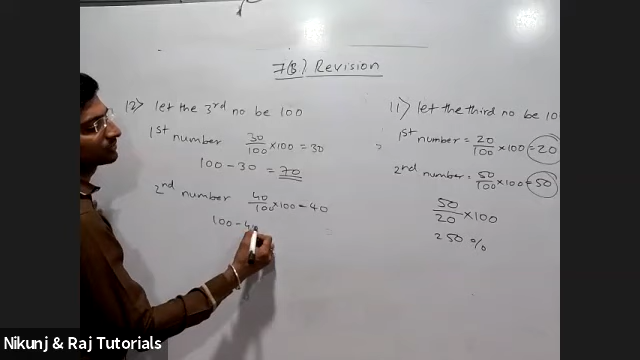 7(B) Revision
12> let the 3rd no be 100
1st number 30/100 × 100 = 30
100 - 30 = 70
2nd number 40/100 × 100 - 40
100 - 40
11> let the third no be 10
1st number = 20/100 × 100 = 20
2nd number = 50/100 × 100 = 50
50/20 × 100
250 %
Nikunj & Raj Tutorials